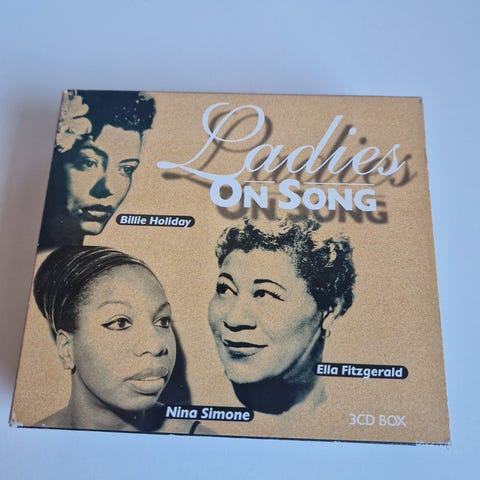 Ladies
ON SONG
Billie Holiday
Ella Fitzgerald
Nina Simone
3CD BOX